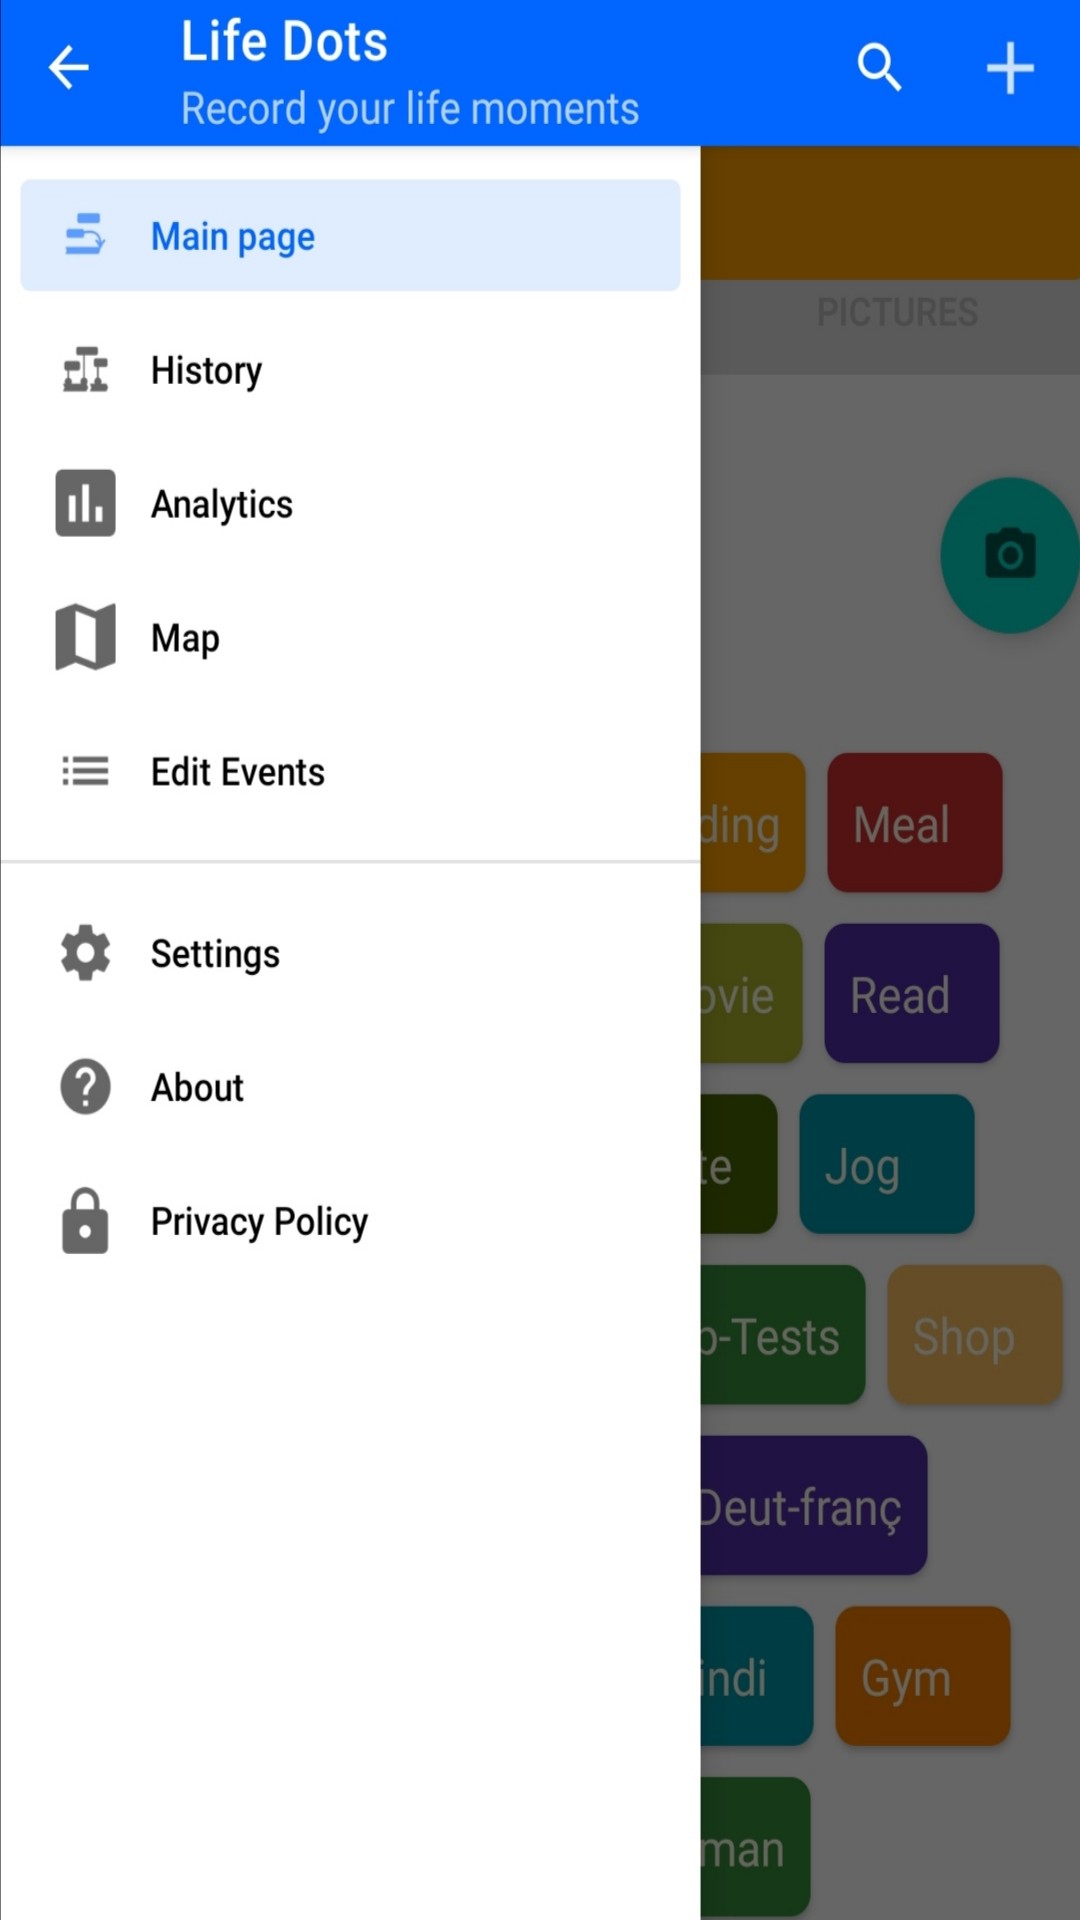 Life Dots
Record your life moments
Main page
PICTURES
History
Analytics
Map
Edit Events
ding
Meal
ovie
Read
Settings
About
te
Jog
Privacy Policy
o-Tests
Shop
Deut-franç
indi
Gym
man